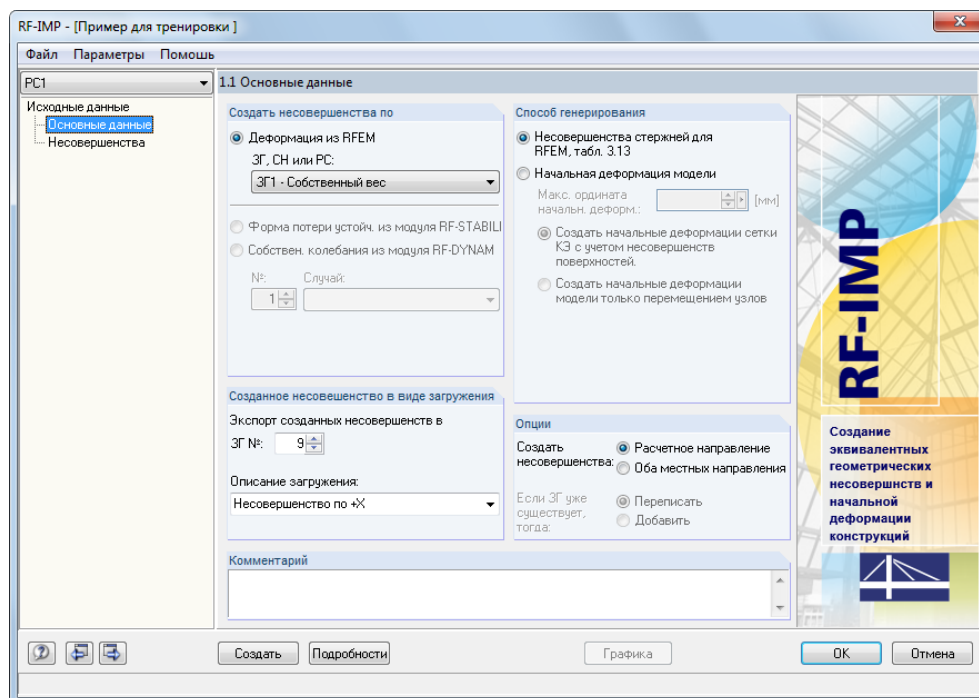 RF-IMP - [Пример для тренировки ]
Файл Параметры Помошь
РС1
1.1 Основные данные
Исходные данные
Основные данные
Несовершенства
Создать несовершенства по
Деформация из RFEM
ЗГ, СН или РС:
ЗГ1 - Собственный вес
Форма потери устойч. из модуля RF-STABILI
Собствен. колебания из модуля RF-DYNAM
№:
Случай:
1
Способ генерирования
Несовершенства стержней для
RFEM, табл. 3.13
Начальная деформация модели
Макс. ордината
начальн. деформ.:
[мм]
Создать начальные деформации сетки
КЭ с учетом несовершенств
поверхностей.
Создать начальные деформации
модели только перемещением узлов
Созданное несовешенство в виде загружения
Экспорт созданных несовершенств в
ЗГ №:
9
Описание загружения:
Несовершенство по +X
Опции
Создать
несовершенства:
Расчетное направление
Оба местных направления
Если ЗГ уже
существует,
тогда:
Переписать
Добавить
Комментарий
RF-IMP
Создание
эквивалентных
геометрических
несовершнств и
начальной
деформации
конструкций
Создать
Подробности
Графика
OK
Отмена